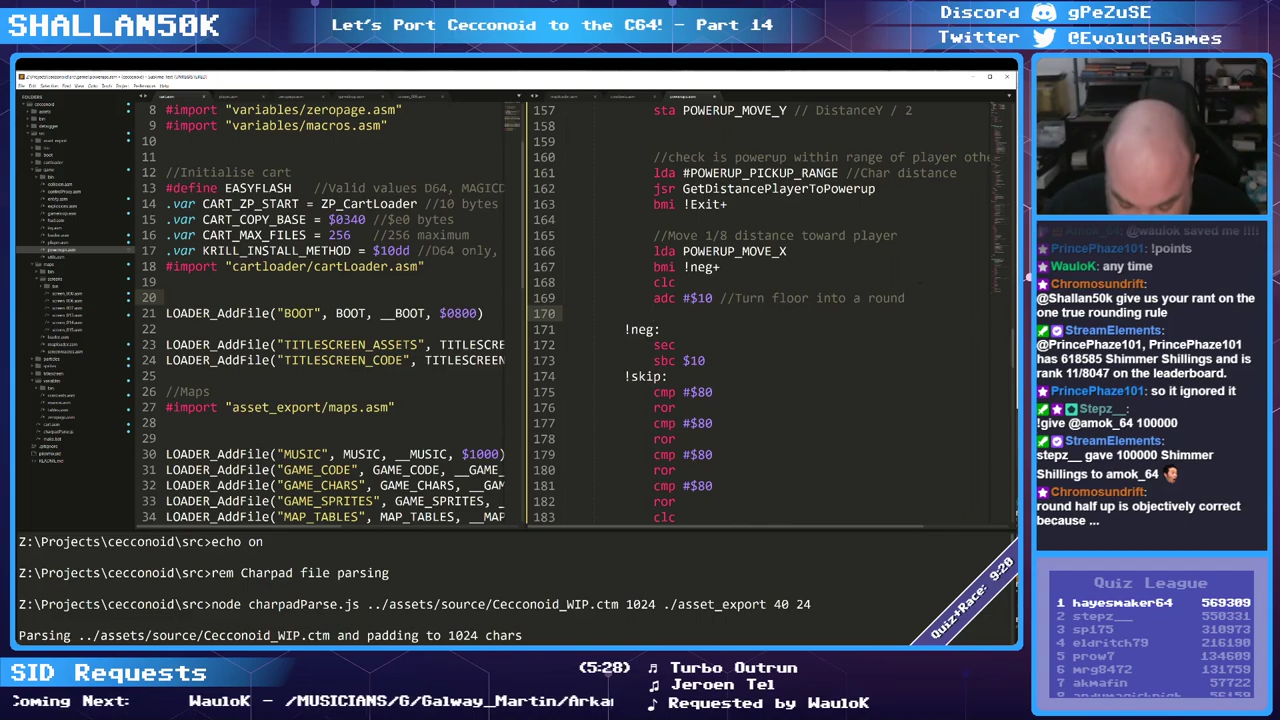 SHALLAN50K
Let's Port Cecconoid to the C64! - Part 14
Discord gPeZuSE
Twitter @EvoluteGames
FOLDERS
8 #import "variables/zeropage.asm"
9 #import "variables/macros.asm"
10
11
12 //Initialise cart
13 #define EASYFLASH //Valid values D64, MAGICD
14 .var CART_ZP_START = ZP_CartLoader //10 bytes
15 .var CART_COPY_BASE = $0340 //$e0 bytes
16 .var CART_MAX_FILES = 256 //256 maximum
17 .var KRILL_INSTALL_METHOD = $10dd //D64 only,
18 #import "cartloader/cartLoader.asm"
19
20
21 LOADER_AddFile("BOOT", BOOT, __BOOT, $0800)
22
23 LOADER_AddFile("TITLESCREEN_ASSETS", TITLESCREE
24 LOADER_AddFile("TITLESCREEN_CODE", TITLESCREEN
25
26 //Maps
27 #import "asset_export/maps.asm"
28
29
30 LOADER_AddFile("MUSIC", MUSIC, __MUSIC, $1000)
31 LOADER_AddFile("GAME_CODE", GAME_CODE, __GAME_
32 LOADER_AddFile("GAME_CHARS", GAME_CHARS, __GAM
33 LOADER_AddFile("GAME_SPRITES", GAME_SPRITES, _
34 LOADER_AddFile("MAP_TABLES", MAP_TABLES, __MAP
157 sta POWERUP_MOVE_Y // DistanceY / 2
158
159
160 //check is powerup within range of player othe
161 lda #POWERUP_PICKUP_RANGE //Char distance
162 jsr GetDistancePlayerToPowerup
163 bmi !Exit+
164
165 //Move 1/8 distance toward player
166 lda POWERUP_MOVE_X
167 bmi !neg+
168 clc
169 adc #$10 //Turn floor into a round
170
171 !neg:
172 sec
173 sbc $10
174 !skip:
175 cmp #$80
176 ror
177 cmp #$80
178 ror
179 cmp #$80
180 ror
181 cmp #$80
182 ror
183 clc
Z:\Projects\cecconoid\src>echo on
Z:\Projects\cecconoid\src>rem Charpad file parsing
Z:\Projects\cecconoid\src>node charpadParse.js ../assets/source/Cecconoid_WIP.ctm 1024 ./asset_export 40 24
Parsing ../assets/source/Cecconoid_WIP.ctm and padding to 1024 chars
Quiz+Race: 9:20
Amok_64: @waulok saved me !!!!
PrincePhaze101: !points
WauloK: any time
Chromosundrift:
@Shallan50k give us your rant on the
one true rounding rule
StreamElements:
@PrincePhaze101, PrincePhaze101
has 618585 Shimmer Shillings and is
rank 11/8047 on the leaderboard.
PrincePhaze101: so it ignored it
Stepz__:
!give @amok_64 100000
StreamElements:
stepz__ gave 100000 Shimmer
Shillings to amok_64
Chromosundrift:
round half up is objectively correct
because ...
Quiz League
1 hayesmaker64 569309
2 stepz__ 550331
3 sp175 310973
4 eldritch79 216190
5 prow7 134609
6 mrg8472 131759
7 akmafin 57722
SID Requests
(5:28) Turbo Outrun
Jeroen Tel
Requested by WauloK
Coming Next: WauloK - /MUSICIANS/G/Galway_Martin/Arka